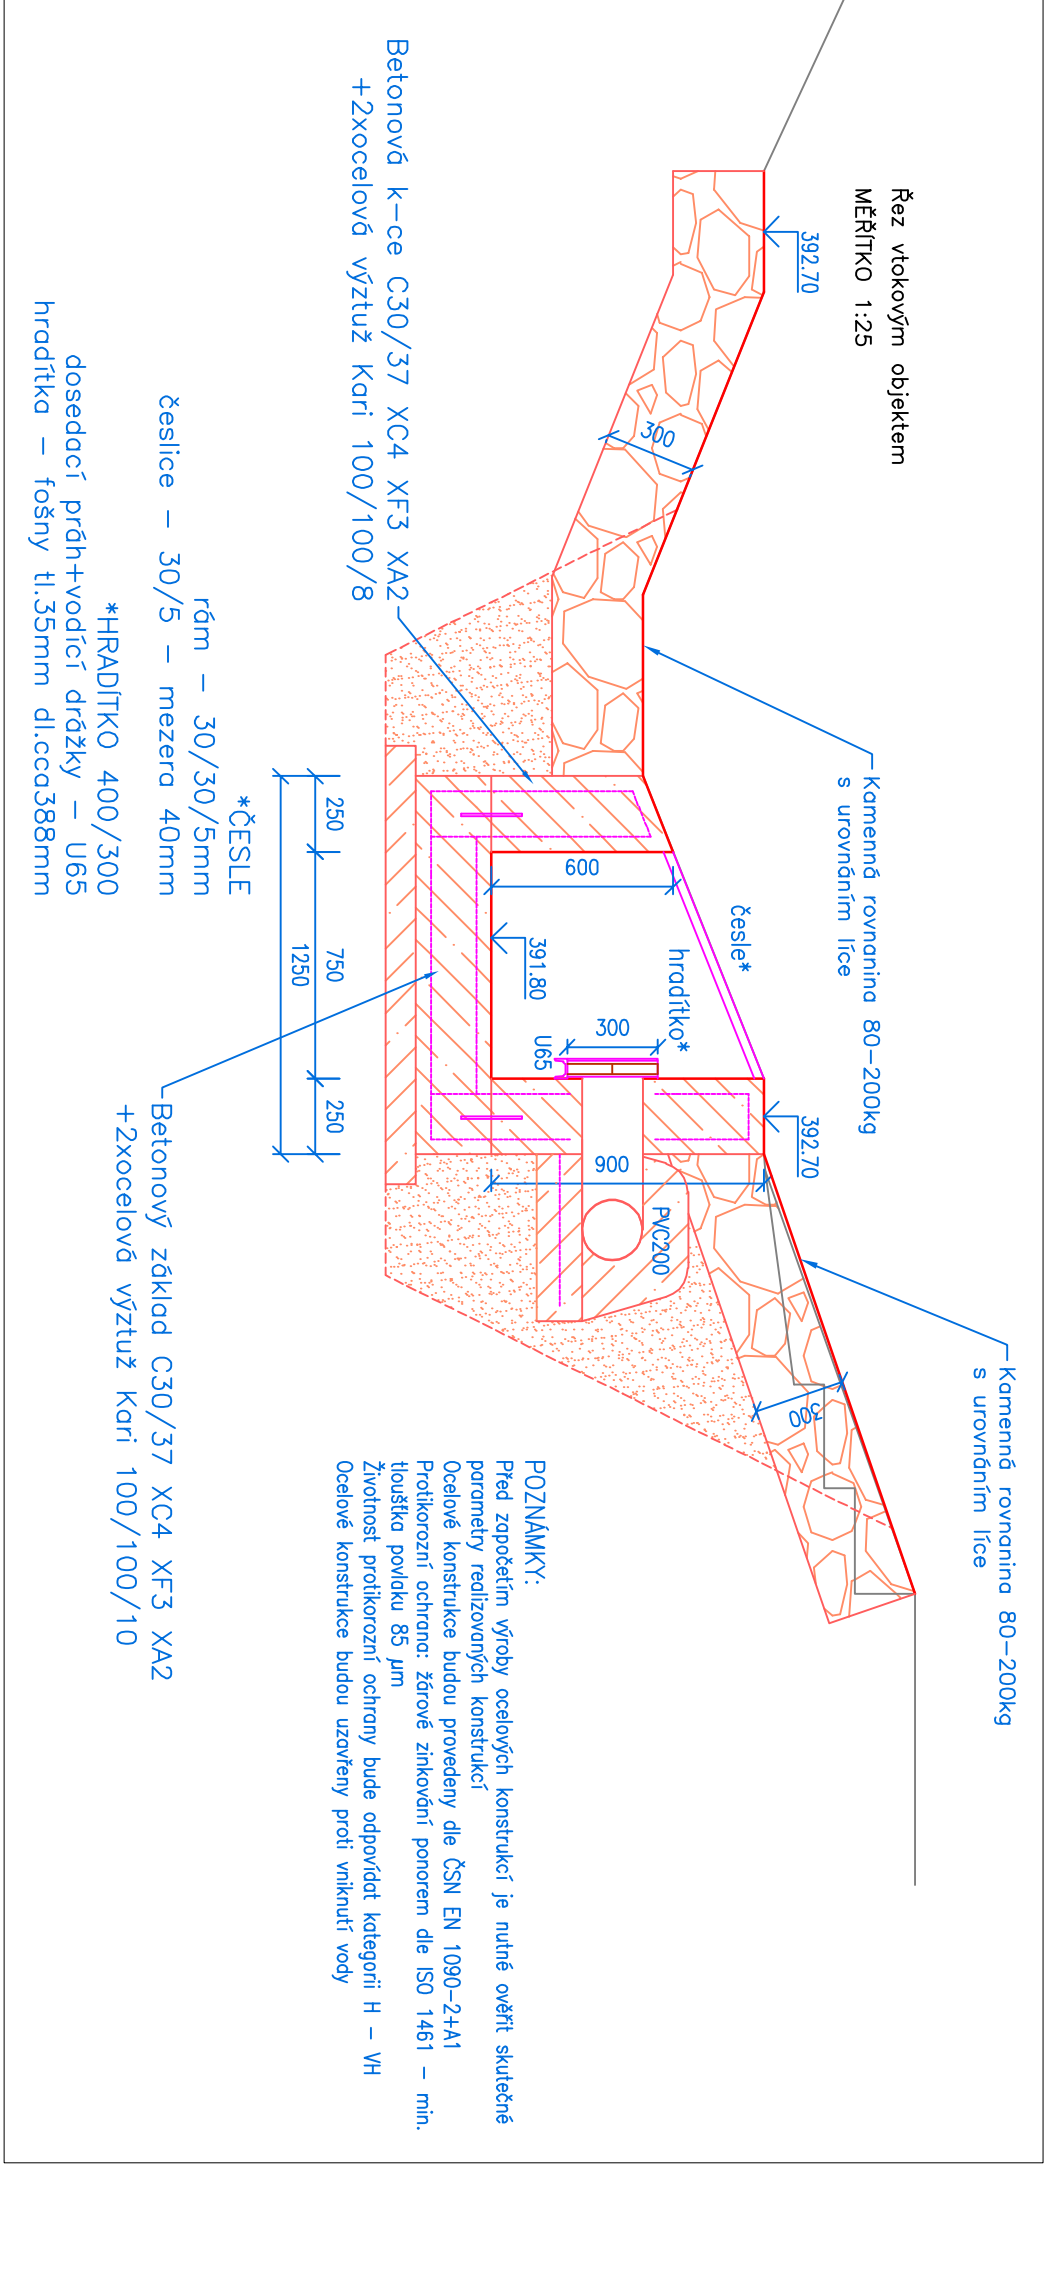 Řez vtokovým objektem
MĚŘÍTKO 1:25
392.70
300
Kamenná rovnanina 80-200kg
s urovnáním líce
Kamenná rovnanina 80-200kg
s urovnáním líce
392.70
česle*
hradítko*
600
391.80
300
U65
900
PVC200
300
Betonová k-ce C30/37 XC4 XF3 XA2
+2xocelová výztuž Kari 100/100/8
250
750
250
1250
*ČESLE
rám - 30/30/5mm
česlice - 30/5 - mezera 40mm
*HRADÍTKO 400/300
dosedací práh+vodící drážky - U65
hradítka - fošny tl.35mm dl.cca388mm
Betonový základ C30/37 XC4 XF3 XA2
+2xocelová výztuž Kari 100/100/10
POZNÁMKY:
Před započetím výroby ocelových konstrukcí je nutné ověřit skutečné
parametry realizovaných konstrukcí
Ocelové konstrukce budou provedeny dle ČSN EN 1090-2+A1
Protikorozní ochrana: žárové zinkování ponorem dle ISO 1461 - min.
tloušťka povlaku 85 µm
Životnost protikorozní ochrany bude odpovídat kategorii H - VH
Ocelové konstrukce budou uzavřeny proti vniknutí vody